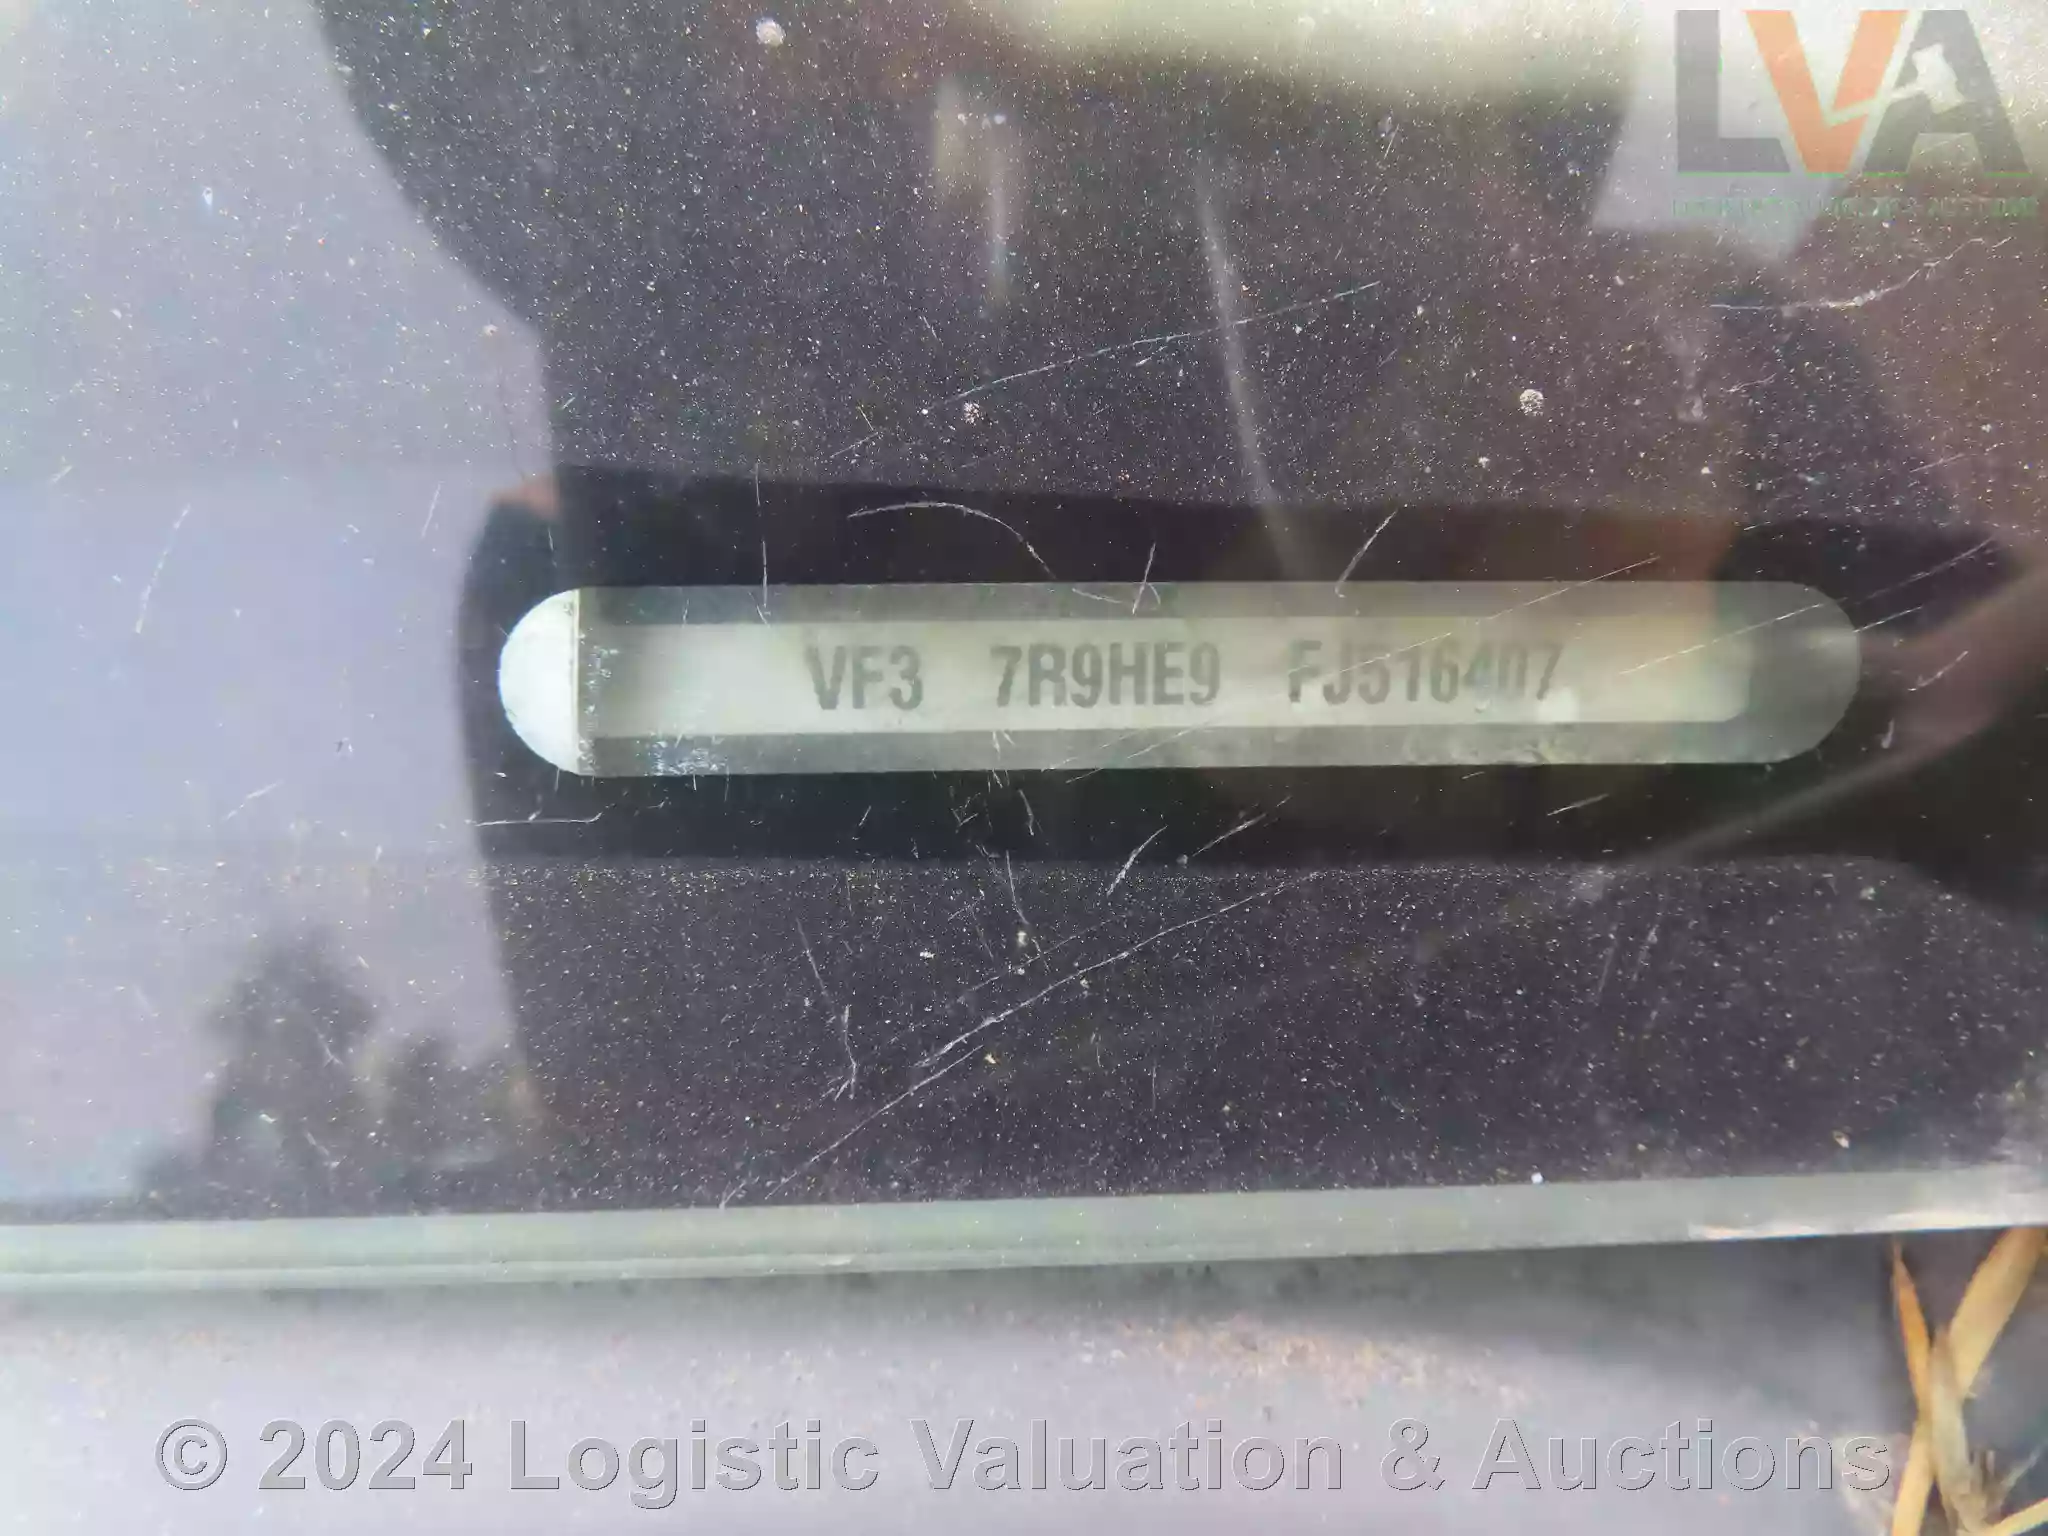 LVA
VF3 7R9HE9 FJ516407
© 2024 Logistic Valuation & Auctions